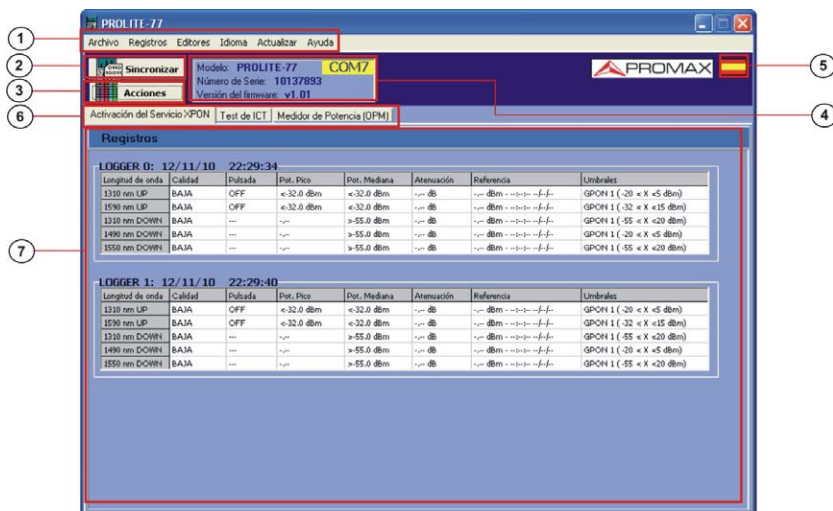 PROLITE-77
1
Archivo Registros Editores Idioma Actualizar Ayuda
2
Sincronizar
Modelo: PROLITE-77 COM7
PROMAX
5
3
Acciones
Número de Serie: 10137893
Versión del firmware: v1.01
4
6
Activación del Servicio XPON Test de ICT Medidor de Potencia (OPM)
Registros
7
LOGGER 0: 12/11/10 22:29:34
Longitud de onda Calidad Pulsada Pot. Pico Pot. Mediana Atenuación Referencia Umbrales
1310 nm UP BAJA OFF <-32.0 dBm <-32.0 dBm -,-- dB -,-- dBm - --:--:-- --/--/-- GPON 1 ( -20 < X <5 dBm)
1590 nm UP BAJA OFF <-32.0 dBm <-32.0 dBm -,-- dB -,-- dBm - --:--:-- --/--/-- GPON 1 ( -32 < X <15 dBm)
1310 nm DOWN BAJA --- -,-- >-55.0 dBm -,-- dB -,-- dBm - --:--:-- --/--/-- GPON 1 ( -55 < X <20 dBm)
1490 nm DOWN BAJA --- -,-- >-55.0 dBm -,-- dB -,-- dBm - --:--:-- --/--/-- GPON 1 ( -20 < X <5 dBm)
1550 nm DOWN BAJA --- -,-- >-55.0 dBm -,-- dB -,-- dBm - --:--:-- --/--/-- GPON 1 ( -55 < X <20 dBm)
LOGGER 1: 12/11/10 22:29:40
Longitud de onda Calidad Pulsada Pot. Pico Pot. Mediana Atenuación Referencia Umbrales
1310 nm UP BAJA OFF <-32.0 dBm <-32.0 dBm -,-- dB -,-- dBm - --:--:-- --/--/-- GPON 1 ( -20 < X <5 dBm)
1590 nm UP BAJA OFF <-32.0 dBm <-32.0 dBm -,-- dB -,-- dBm - --:--:-- --/--/-- GPON 1 ( -32 < X <15 dBm)
1310 nm DOWN BAJA --- -,-- >-55.0 dBm -,-- dB -,-- dBm - --:--:-- --/--/-- GPON 1 ( -55 < X <20 dBm)
1490 nm DOWN BAJA --- -,-- >-55.0 dBm -,-- dB -,-- dBm - --:--:-- --/--/-- GPON 1 ( -20 < X <5 dBm)
1550 nm DOWN BAJA --- -,-- >-55.0 dBm -,-- dB -,-- dBm - --:--:-- --/--/-- GPON 1 ( -55 < X <20 dBm)